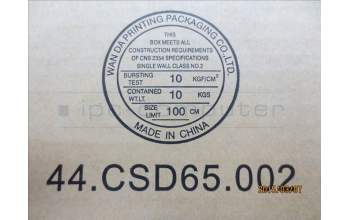 WAN DA PRINTING PACKAGING CO.,LTD.
THIS
BOX MEETS ALL
CONSTRUCTION REQUIREMENTS
OF CNS 2354 SPECIFICATIONS
SINGLE WALL CLASS NO.2
BURSTING TEST 10 KGF/CM²
CONTAINED WT.LT. 10 KGS
SIZE LIMIT 100 CM
MADE IN CHINA
ipc computer
44.CSD65.002